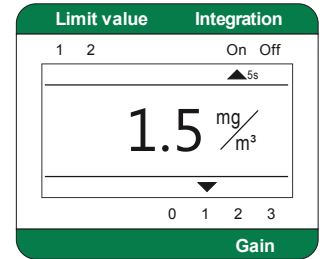 Limit value Integration
1 2 On Off
5s
1.5 mg/m³
0 1 2 3
Gain